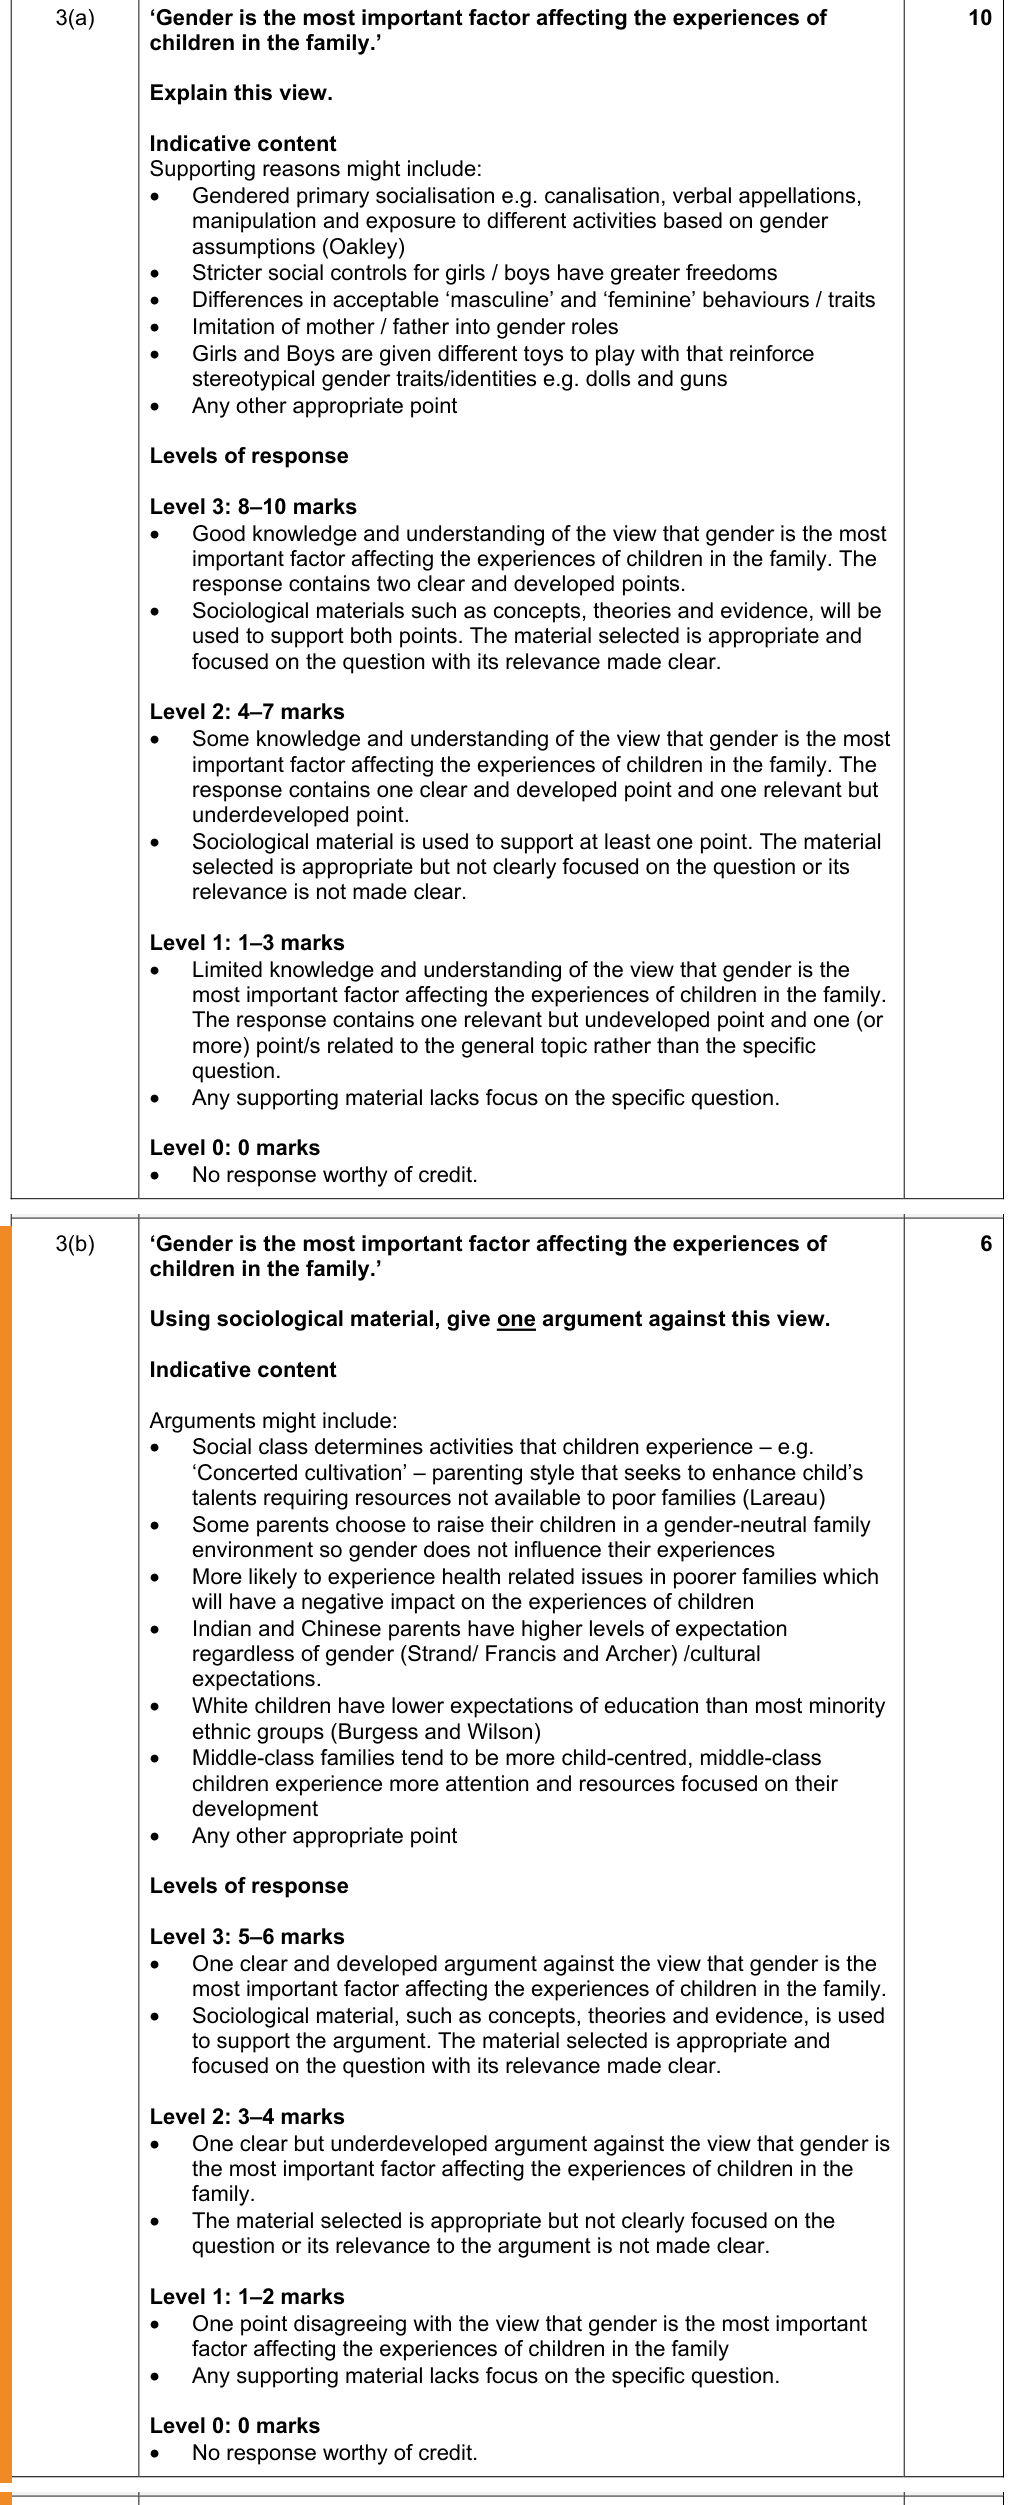 3(a)
‘Gender is the most important factor affecting the experiences of
children in the family.’
10
Explain this view.
Indicative content
Supporting reasons might include:
• Gendered primary socialisation e.g. canalisation, verbal appellations,
manipulation and exposure to different activities based on gender
assumptions (Oakley)
• Stricter social controls for girls / boys have greater freedoms
• Differences in acceptable ‘masculine’ and ‘feminine’ behaviours / traits
• Imitation of mother / father into gender roles
• Girls and Boys are given different toys to play with that reinforce
stereotypical gender traits/identities e.g. dolls and guns
• Any other appropriate point
Levels of response
Level 3: 8–10 marks
• Good knowledge and understanding of the view that gender is the most
important factor affecting the experiences of children in the family. The
response contains two clear and developed points.
• Sociological materials such as concepts, theories and evidence, will be
used to support both points. The material selected is appropriate and
focused on the question with its relevance made clear.
Level 2: 4–7 marks
• Some knowledge and understanding of the view that gender is the most
important factor affecting the experiences of children in the family. The
response contains one clear and developed point and one relevant but
underdeveloped point.
• Sociological material is used to support at least one point. The material
selected is appropriate but not clearly focused on the question or its
relevance is not made clear.
Level 1: 1–3 marks
• Limited knowledge and understanding of the view that gender is the
most important factor affecting the experiences of children in the family.
The response contains one relevant but undeveloped point and one (or
more) point/s related to the general topic rather than the specific
question.
• Any supporting material lacks focus on the specific question.
Level 0: 0 marks
• No response worthy of credit.
3(b)
‘Gender is the most important factor affecting the experiences of
children in the family.’
6
Using sociological material, give one argument against this view.
Indicative content
Arguments might include:
• Social class determines activities that children experience – e.g.
‘Concerted cultivation’ – parenting style that seeks to enhance child’s
talents requiring resources not available to poor families (Lareau)
• Some parents choose to raise their children in a gender-neutral family
environment so gender does not influence their experiences
• More likely to experience health related issues in poorer families which
will have a negative impact on the experiences of children
• Indian and Chinese parents have higher levels of expectation
regardless of gender (Strand/ Francis and Archer) /cultural
expectations.
• White children have lower expectations of education than most minority
ethnic groups (Burgess and Wilson)
• Middle-class families tend to be more child-centred, middle-class
children experience more attention and resources focused on their
development
• Any other appropriate point
Levels of response
Level 3: 5–6 marks
• One clear and developed argument against the view that gender is the
most important factor affecting the experiences of children in the family.
• Sociological material, such as concepts, theories and evidence, is used
to support the argument. The material selected is appropriate and
focused on the question with its relevance made clear.
Level 2: 3–4 marks
• One clear but underdeveloped argument against the view that gender is
the most important factor affecting the experiences of children in the
family.
• The material selected is appropriate but not clearly focused on the
question or its relevance to the argument is not made clear.
Level 1: 1–2 marks
• One point disagreeing with the view that gender is the most important
factor affecting the experiences of children in the family
• Any supporting material lacks focus on the specific question.
Level 0: 0 marks
• No response worthy of credit.